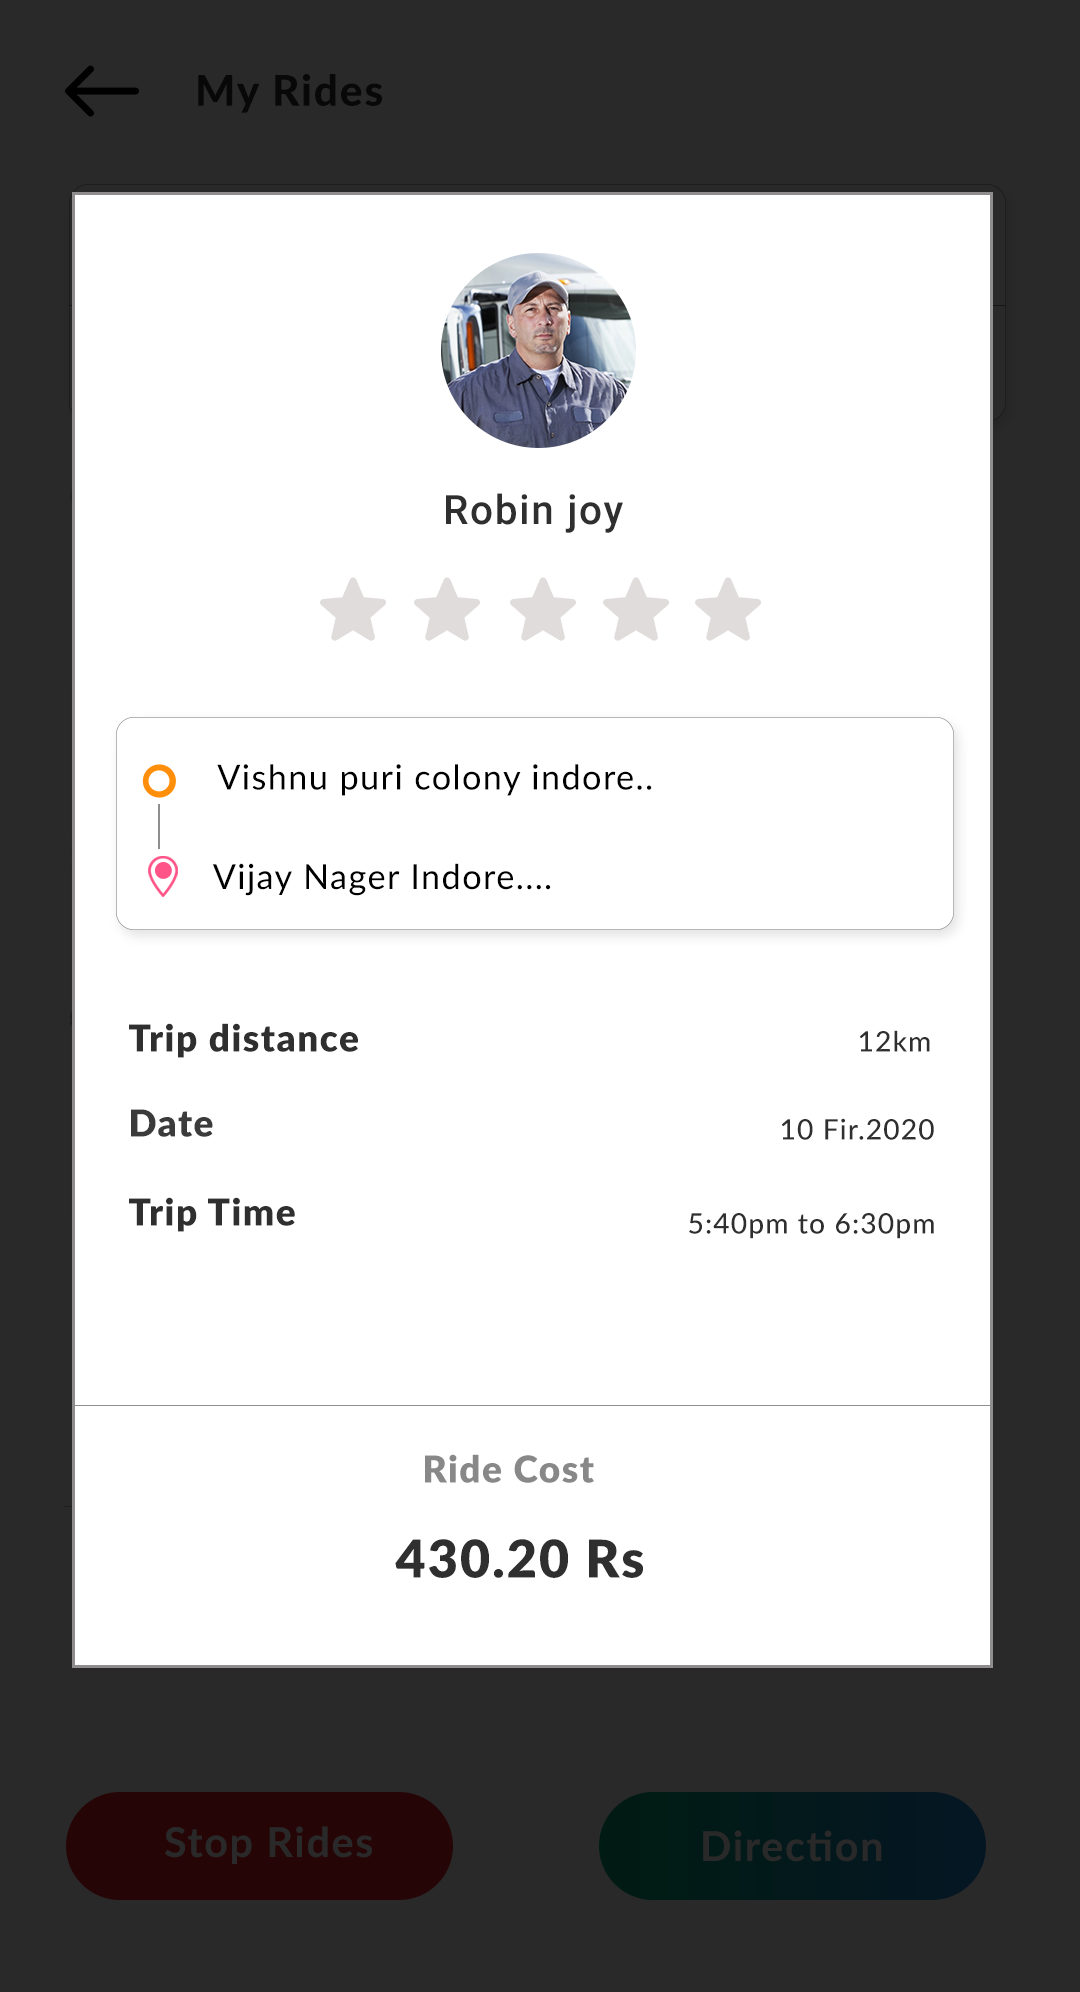 My Rides
Robin joy
Vishnu puri colony indore..
Vijay Nager Indore....
Trip distance
12km
Date
10 Fir.2020
Trip Time
5:40pm to 6:30pm
Ride Cost
430.20 Rs
Stop Rides
Direction